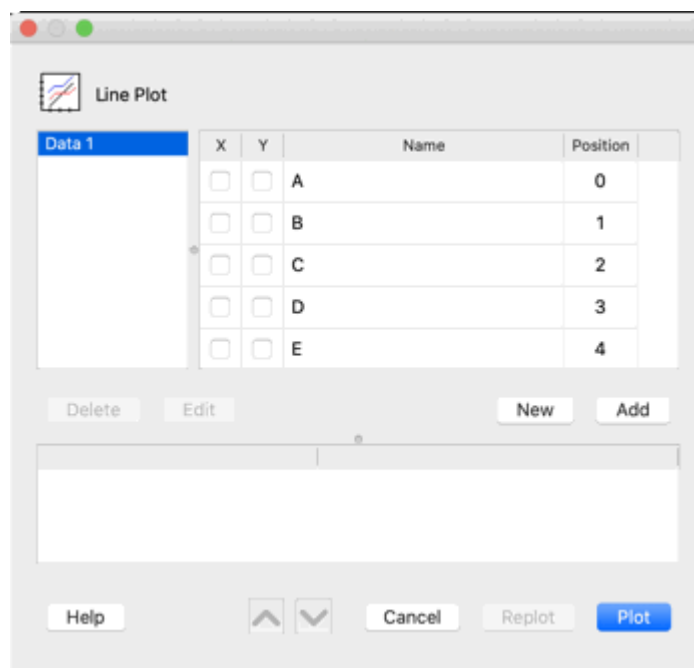 Line Plot
Data 1
X Y Name Position
A 0
B 1
C 2
D 3
E 4
Delete Edit New Add
Help Cancel Replot Plot